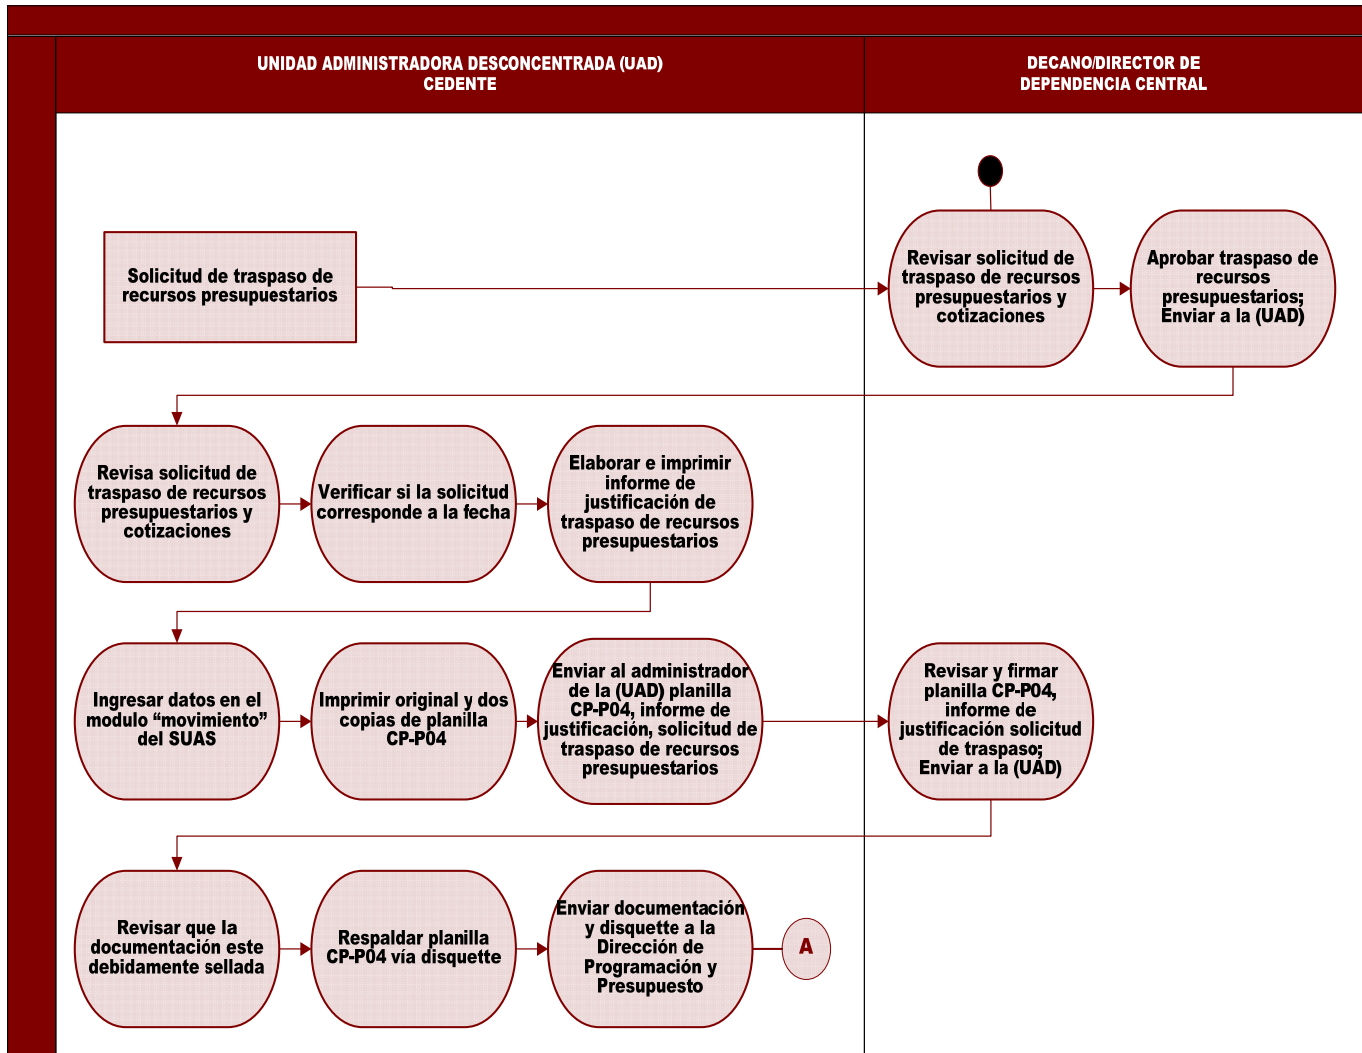 UNIDAD ADMINISTRADORA DESCONCENTRADA (UAD)
CEDENTE
DECANO/DIRECTOR DE
DEPENDENCIA CENTRAL
Solicitud de traspaso de
recursos presupuestarios
Revisar solicitud de
traspaso de recursos
presupuestarios y
cotizaciones
Aprobar traspaso de
recursos
presupuestarios;
Enviar a la (UAD)
Revisa solicitud de
traspaso de recursos
presupuestarios y
cotizaciones
Verificar si la solicitud
corresponde a la fecha
Elaborar e imprimir
informe de
justificación de
traspaso de recursos
presupuestarios
Ingresar datos en el
modulo “movimiento”
del SUAS
Imprimir original y dos
copias de planilla
CP-P04
Enviar al administrador
de la (UAD) planilla
CP-P04, informe de
justificación, solicitud de
traspaso de recursos
presupuestarios
Revisar y firmar
planilla CP-P04,
informe de
justificación solicitud
de traspaso;
Enviar a la (UAD)
Revisar que la
documentación este
debidamente sellada
Respaldar planilla
CP-P04 vía disquette
Enviar documentación
y disquette a la
Dirección de
Programación y
Presupuesto
A